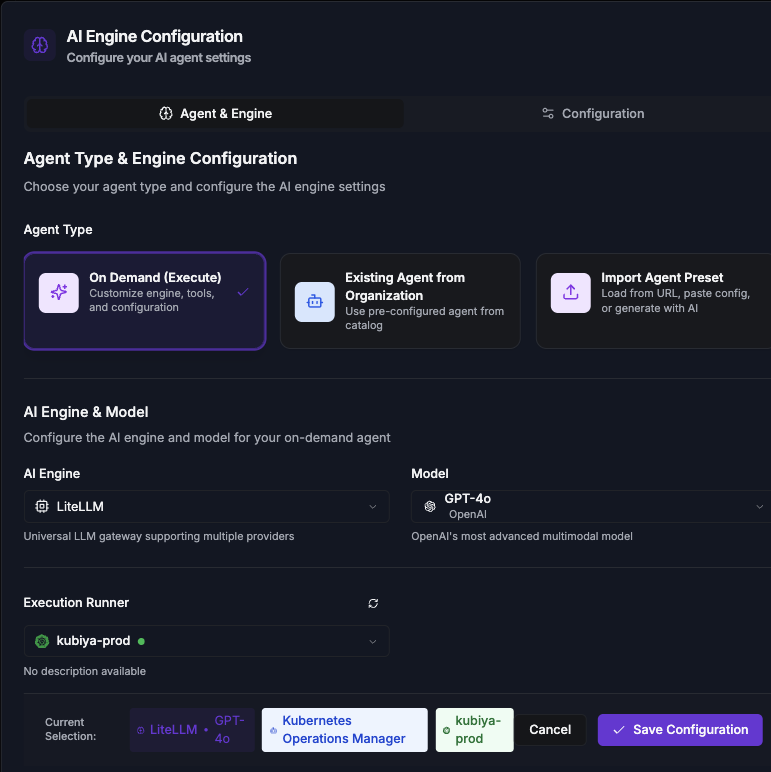 AI Engine Configuration
Configure your AI agent settings
Agent & Engine
Configuration
Agent Type & Engine Configuration
Choose your agent type and configure the AI engine settings
Agent Type
On Demand (Execute)
Customize engine, tools,
and configuration
Existing Agent from
Organization
Use pre-configured agent from
catalog
Import Agent Preset
Load from URL, paste config,
or generate with AI
AI Engine & Model
Configure the AI engine and model for your on-demand agent
AI Engine
LiteLLM
Universal LLM gateway supporting multiple providers
Model
GPT-4o
OpenAI
OpenAI's most advanced multimodal model
Execution Runner
kubiya-prod
No description available
Current
Selection:
LiteLLM •
GPT-
4o
Kubernetes
Operations Manager
kubiya-
prod
Cancel
Save Configuration